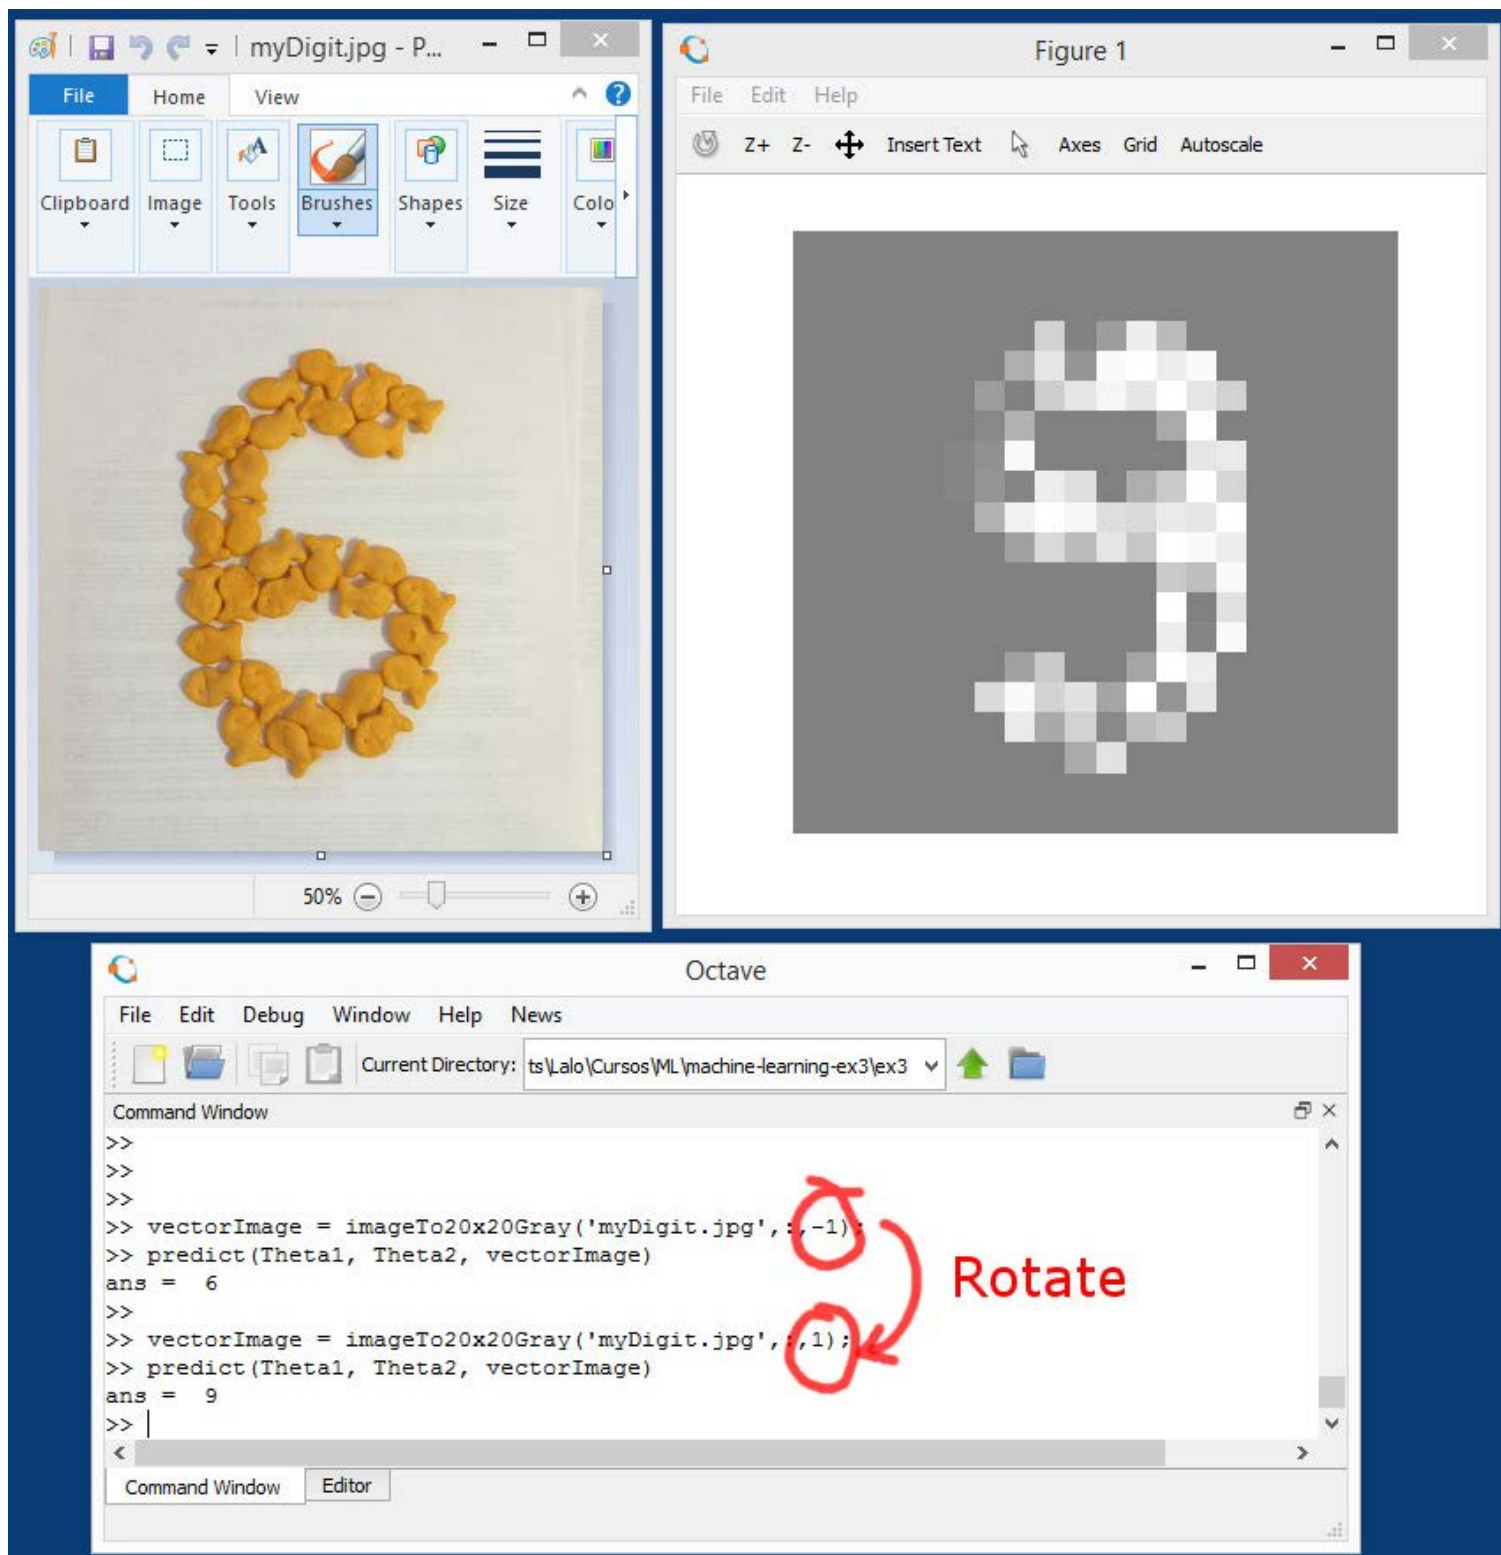 myDigit.jpg - P...
File Home View
Clipboard Image Tools Brushes Shapes Size Colo
50%
Figure 1
File Edit Help
Z+ Z- Insert Text Axes Grid Autoscale
Octave
File Edit Debug Window Help News
Current Directory: ts\Lalo\Cursos\ML\machine-learning-ex3\ex3
Command Window
>>
>>
>>
>> vectorImage = imageTo20x20Gray('myDigit.jpg',:,-1);
>> predict(Theta1, Theta2, vectorImage)
ans = 6
>>
>> vectorImage = imageTo20x20Gray('myDigit.jpg',:,1);
>> predict(Theta1, Theta2, vectorImage)
ans = 9
>>
Rotate
Command Window Editor